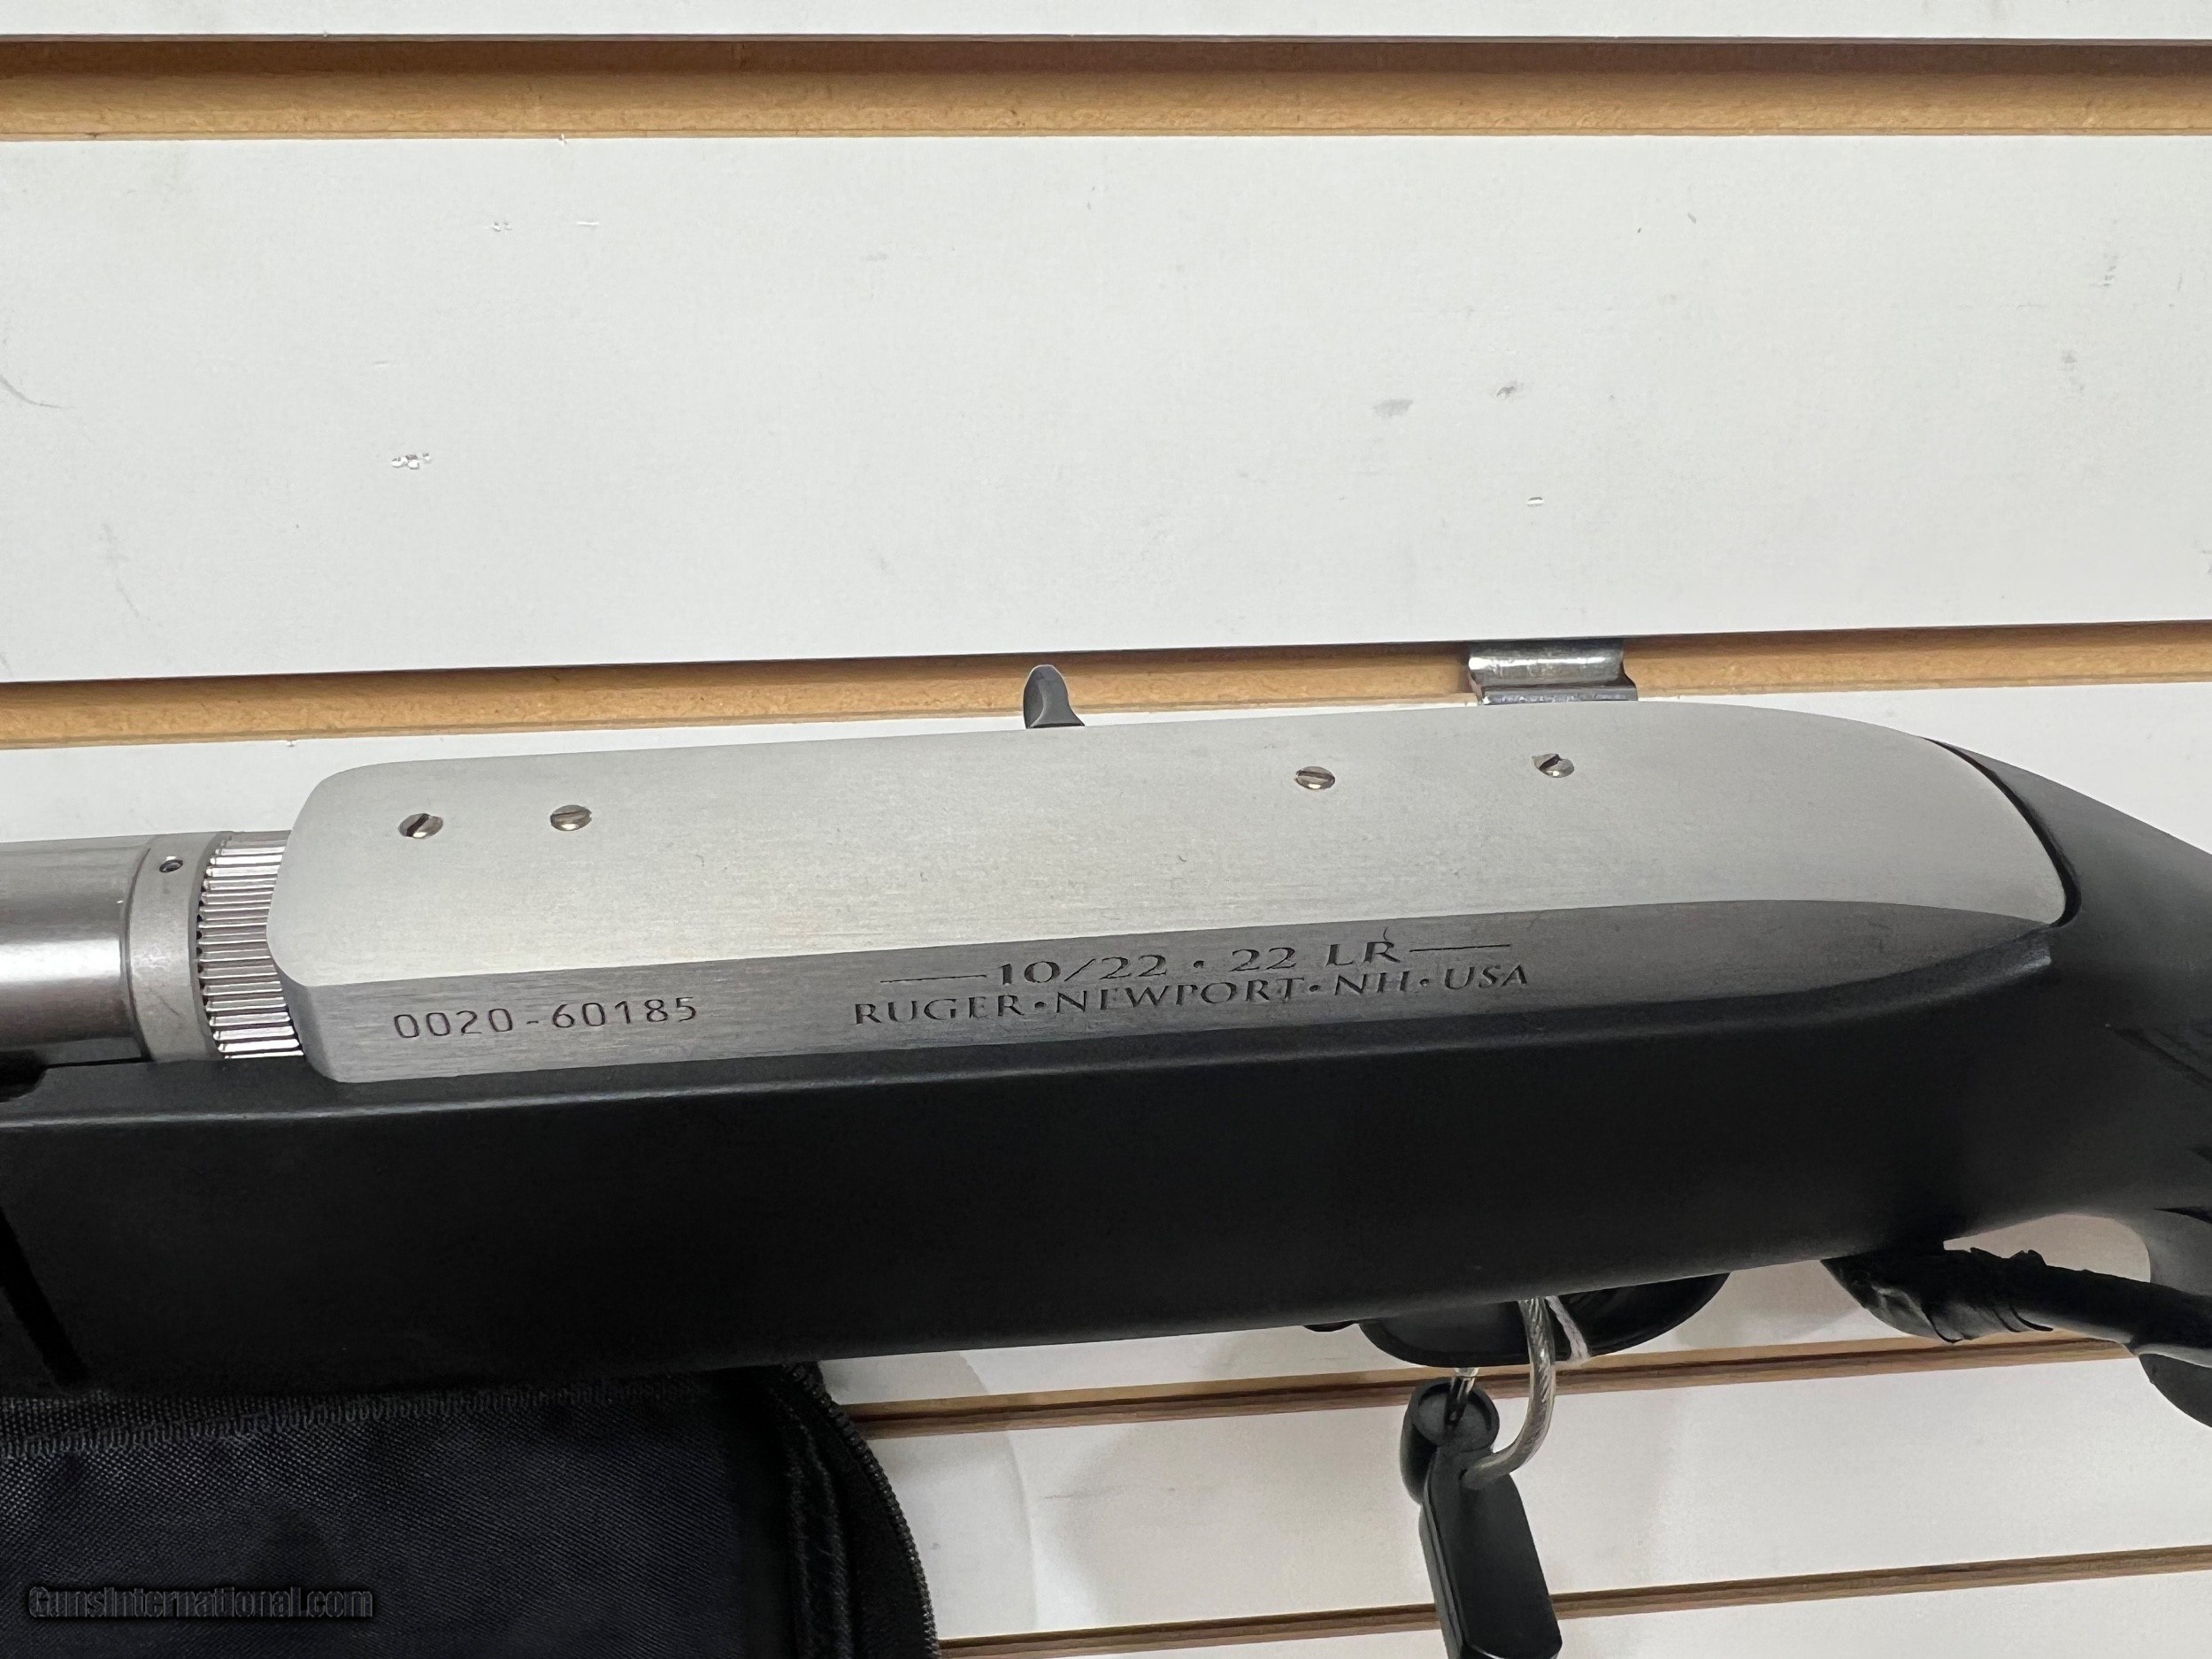 10/22 • 22 LR
RUGER•NEWPORT•NH•USA
0020-60185
GunsInternational.com